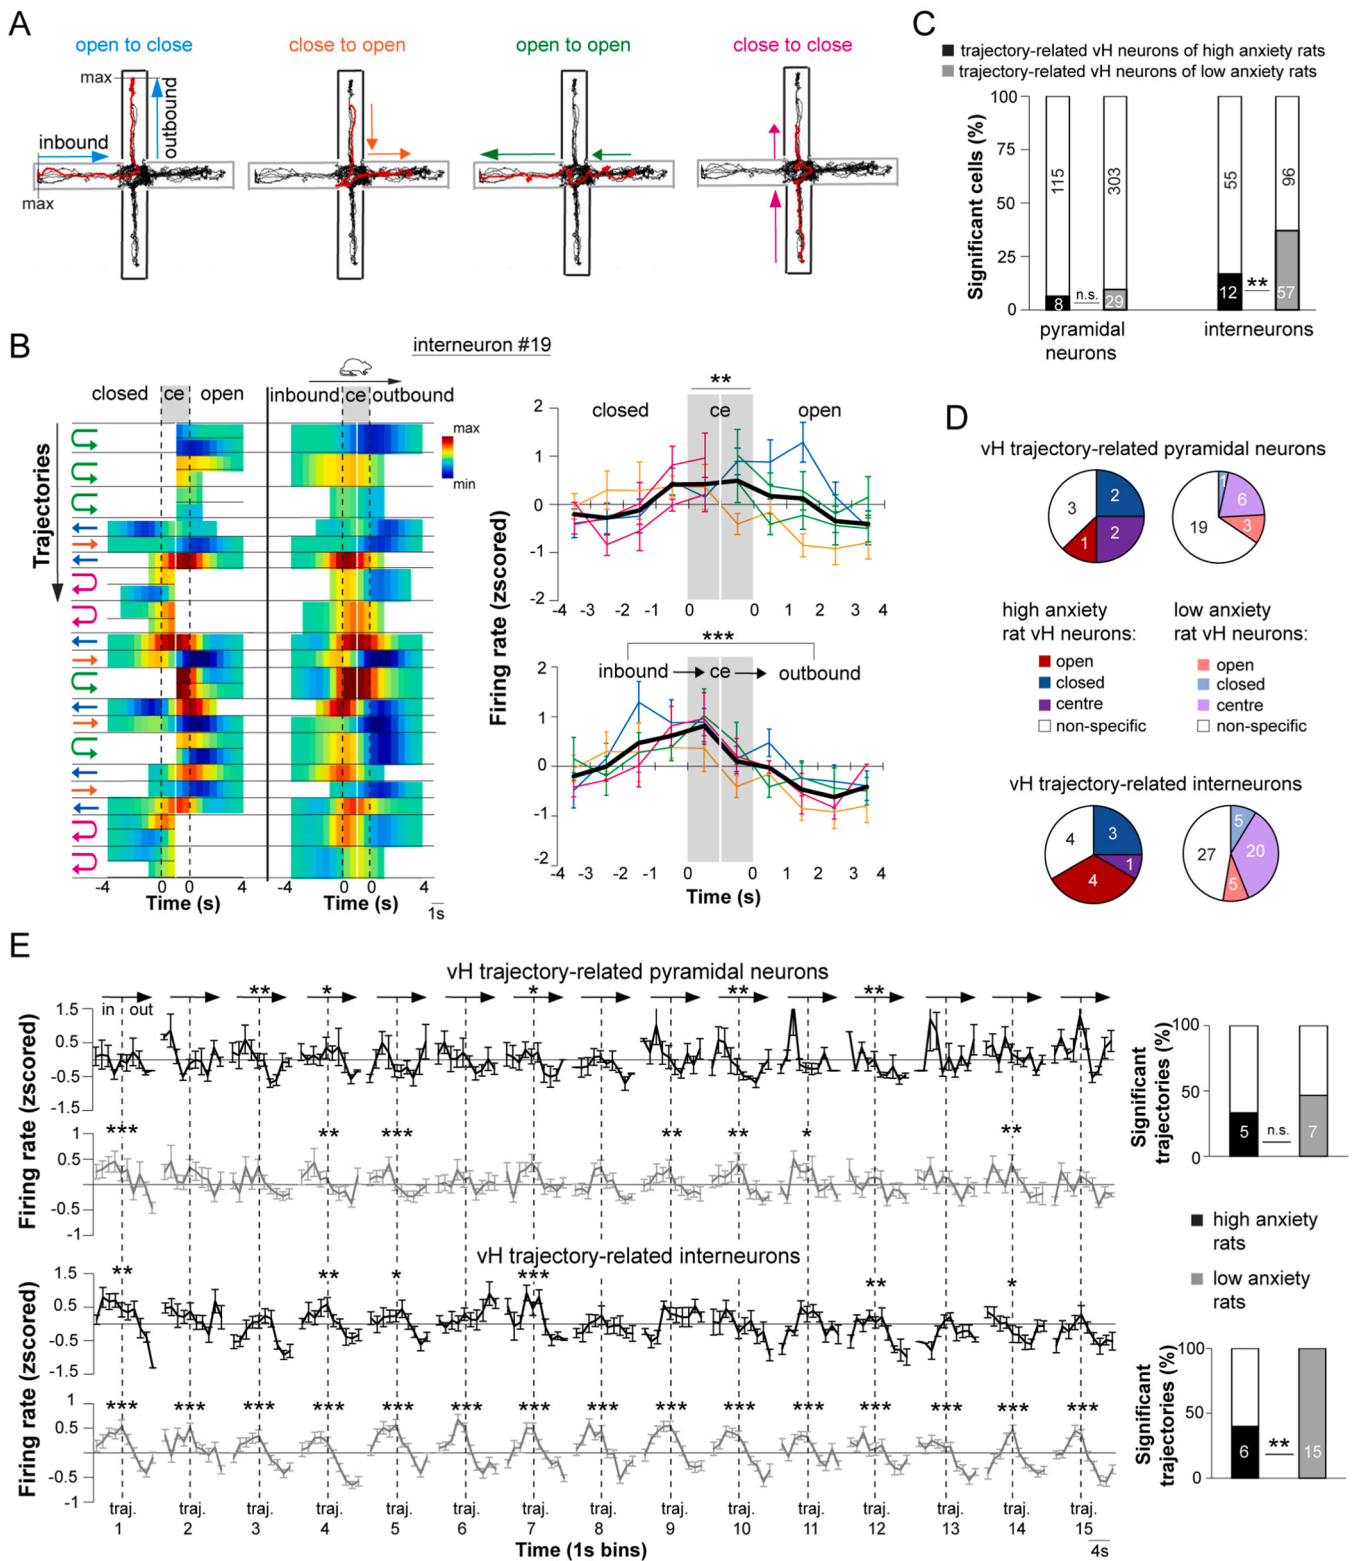 A
open to close
close to open
open to open
close to close
max
outbound
inbound
max
C
trajectory-related vH neurons of high anxiety rats
trajectory-related vH neurons of low anxiety rats
Significant cells (%)
100
75
50
25
0
115
303
55
96
8
n.s.
29
12
**
57
pyramidal neurons
interneurons
B
interneuron #19
closed ce open
inbound ce outbound
Trajectories
max
min
-4 0 0 4
-4 0 0 4
Time (s)
Time (s)
1s
Firing rate (zscored)
**
closed ce open
2
1
0
-1
-2
-4 -3 -2 -1 0 0 1 2 3 4
***
inbound ce outbound
2
1
0
-1
-2
-4 -3 -2 -1 0 0 1 2 3 4
Time (s)
D
vH trajectory-related pyramidal neurons
3
2
1
2
1
6
19
3
high anxiety
rat vH neurons:
open
closed
centre
non-specific
low anxiety
rat vH neurons:
open
closed
centre
non-specific
vH trajectory-related interneurons
4
3
1
4
5
27
20
5
E
vH trajectory-related pyramidal neurons
in out
** * * ** **
Firing rate (zscored)
1.5
0.5
-0.5
-1.5
*** ** *** ** ** * **
1
0.5
-0.5
-1
vH trajectory-related interneurons
Firing rate (zscored)
** ** * *** ** *
1.5
0.5
-0.5
-1.5
*** *** *** *** *** *** *** *** *** *** *** *** *** *** ***
1
0.5
0
-0.5
-1
traj. traj. traj. traj. traj. traj. traj. traj. traj. traj. traj. traj. traj. traj. traj.
1 2 3 4 5 6 7 8 9 10 11 12 13 14 15
Time (1s bins)
4s
Significant
trajectories (%)
100
50
0
5
n.s.
7
high anxiety
rats
low anxiety
rats
Significant
trajectories (%)
100
50
0
6
**
15